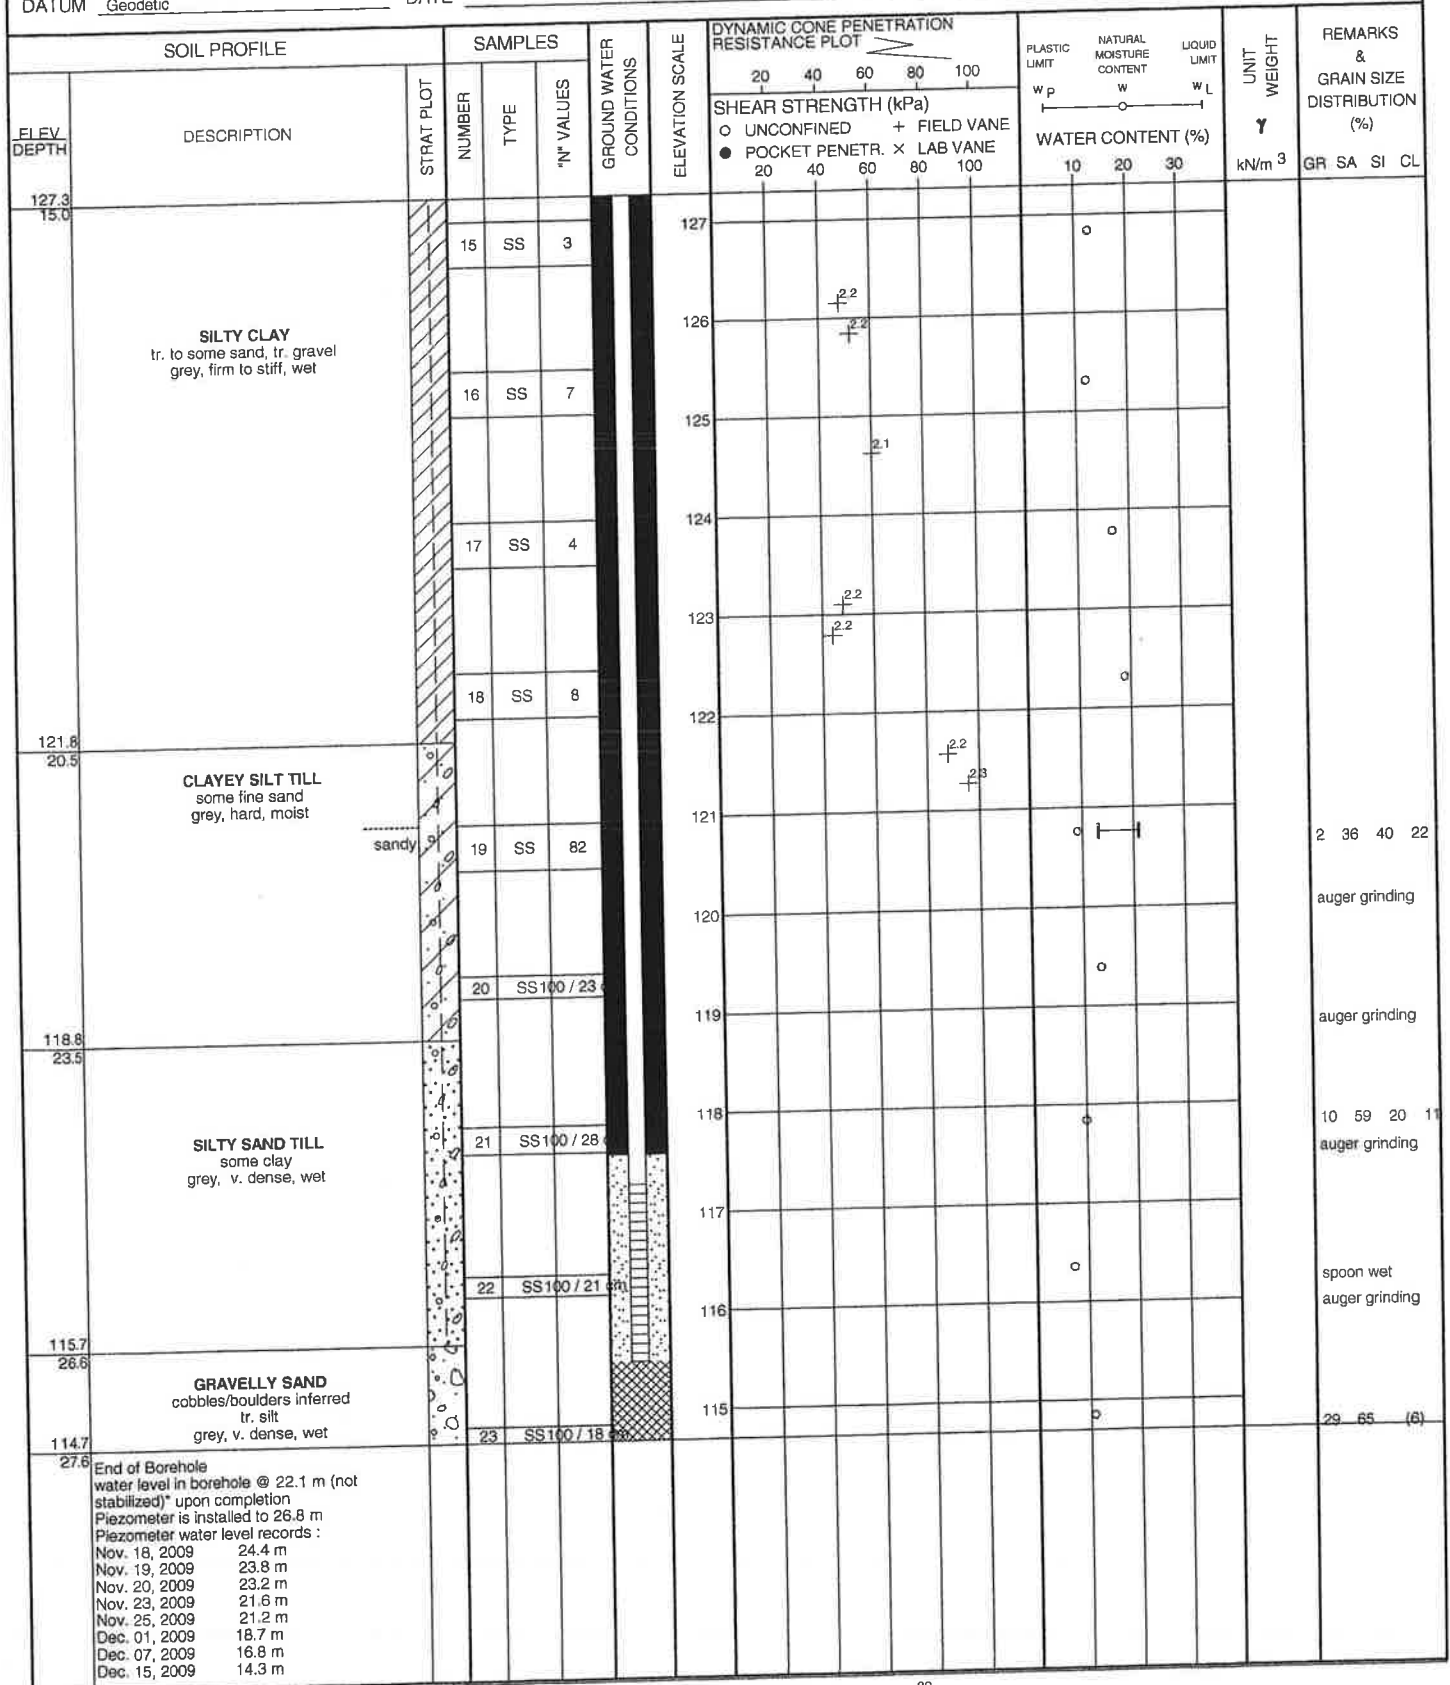 DATUM Geodetic
SOIL PROFILE
SAMPLES
GROUND WATER CONDITIONS
ELEVATION SCALE
DYNAMIC CONE PENETRATION
RESISTANCE PLOT
20 40 60 80 100
SHEAR STRENGTH (kPa)
○ UNCONFINED + FIELD VANE
● POCKET PENETR. × LAB VANE
20 40 60 80 100
PLASTIC LIMIT
NATURAL MOISTURE CONTENT
LIQUID LIMIT
WP W WL
WATER CONTENT (%)
10 20 30
UNIT WEIGHT
γ
kN/m 3
REMARKS
&
GRAIN SIZE
DISTRIBUTION
(%)
GR SA SI CL
ELEV
DEPTH
DESCRIPTION
STRAT PLOT
NUMBER
TYPE
"N" VALUES
127.3
15.0
127
15 SS 3
2.2
126
2.2
SILTY CLAY
tr. to some sand, tr. gravel
grey, firm to stiff, wet
16 SS 7
125
2.1
124
17 SS 4
2.2
123
2.2
18 SS 8
122
121.8
20.5
2.2
2.3
CLAYEY SILT TILL
some fine sand
grey, hard, moist
121
sandy
19 SS 82
2 36 40 22
auger grinding
120
20 SS 100 / 23
119
auger grinding
118.8
23.5
118
10 59 20 11
21 SS 100 / 28
auger grinding
SILTY SAND TILL
some clay
grey, v. dense, wet
117
spoon wet
22 SS 100 / 21 cm
auger grinding
116
115.7
26.6
GRAVELLY SAND
cobbles/boulders inferred
tr. silt
grey, v. dense, wet
115
29 65 (6)
23 SS 100 / 18 cm
114.7
27.6
End of Borehole
water level in borehole @ 22.1 m (not
stabilized)* upon completion
Piezometer is installed to 26.8 m
Piezometer water level records :
Nov. 18, 2009 24.4 m
Nov. 19, 2009 23.8 m
Nov. 20, 2009 23.2 m
Nov. 23, 2009 21.6 m
Nov. 25, 2009 21.2 m
Dec. 01, 2009 18.7 m
Dec. 07, 2009 16.8 m
Dec. 15, 2009 14.3 m